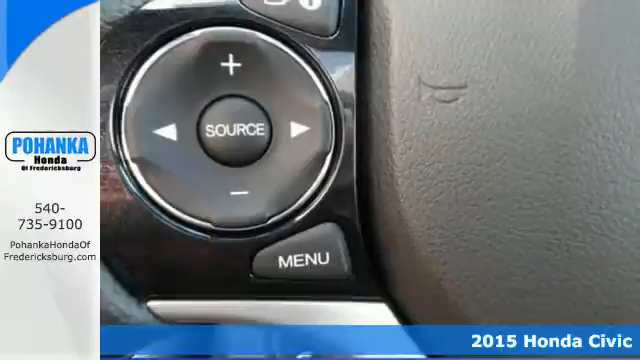 POHANKA
Honda
Of Fredericksburg
540-
735-9100
PohankaHondaOf
Fredericksburg.com
+
SOURCE
−
MENU
2015 Honda Civic